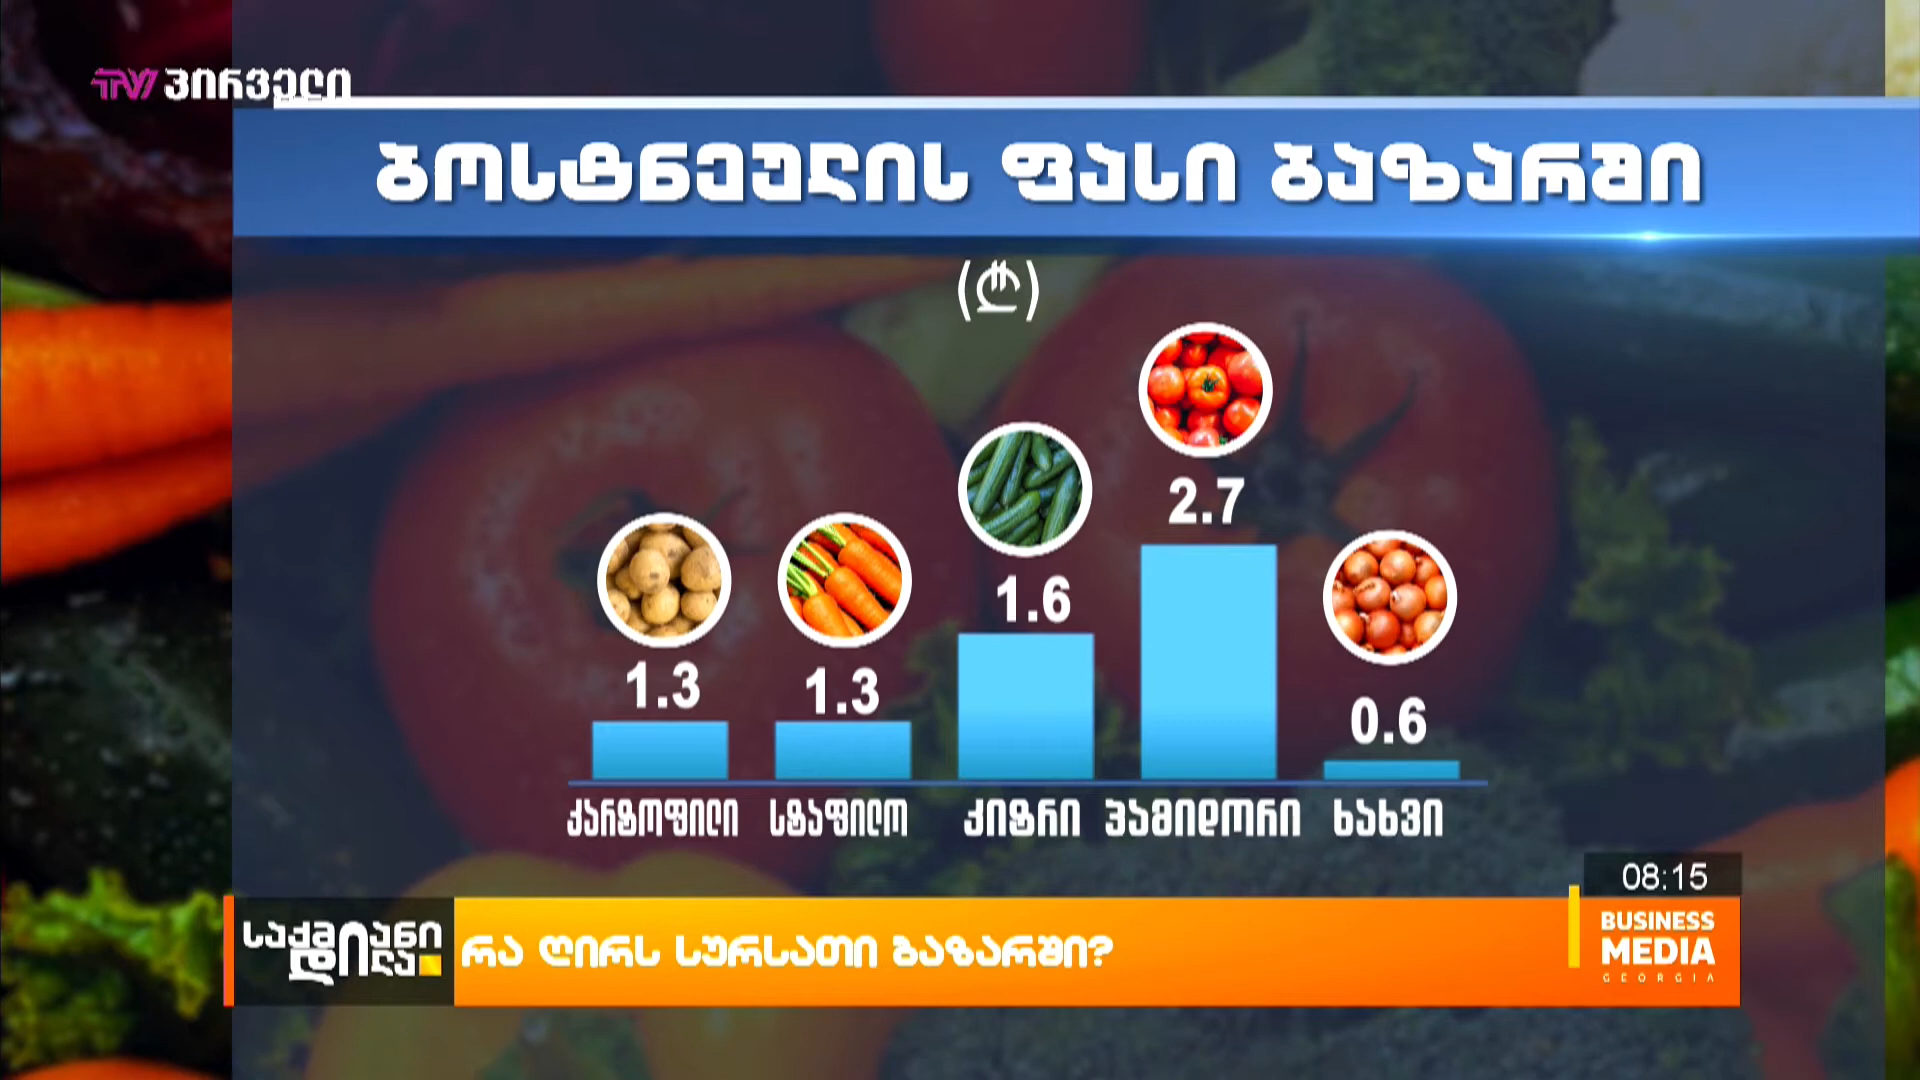 TV პირველი
ბოსტნეულის ფასი ბაზარში
(₾)
1.3
1.3
1.6
2.7
0.6
კარტოფილი
სტაფილო
კიტრი
პამიდორი
ხახვი
08:15
საქმიანი
დილა
რა ღირს სურსათი ბაზარში?
BUSINESS
MEDIA
GEORGIA